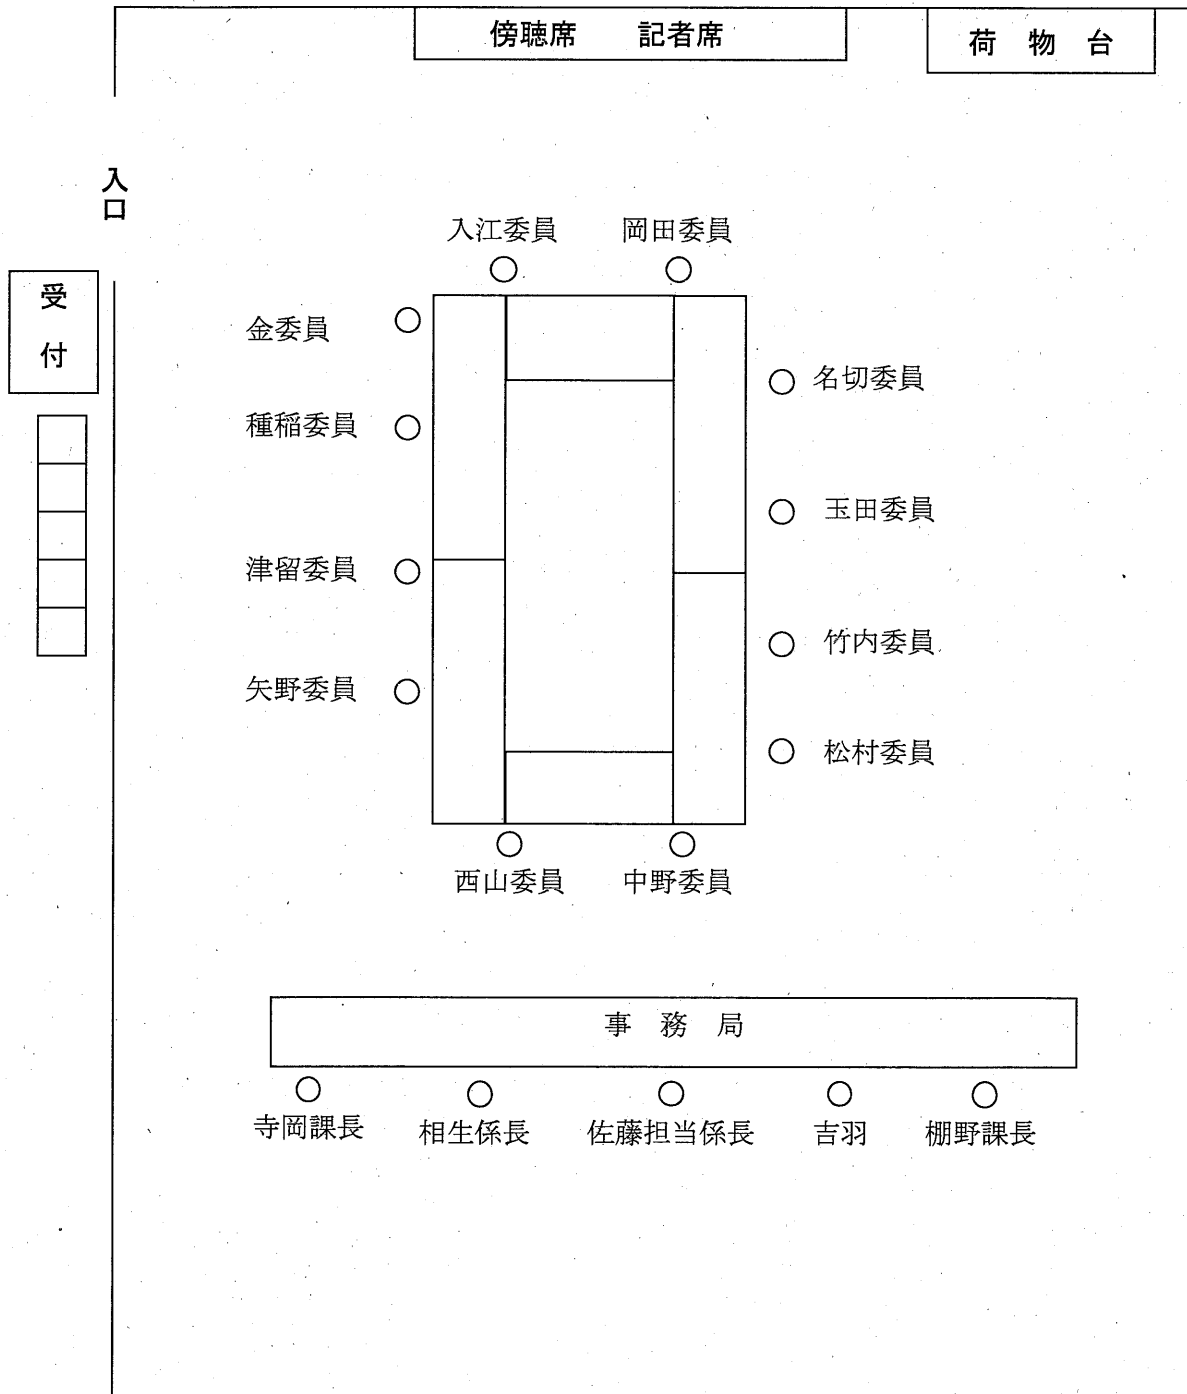 傍聴席　　記者席
荷　物　台
入口
受付
入江委員
岡田委員
金委員
名切委員
種稲委員
玉田委員
津留委員
竹内委員
矢野委員
松村委員
西山委員
中野委員
事　務　局
寺岡課長
相生係長
佐藤担当係長
吉羽
棚野課長